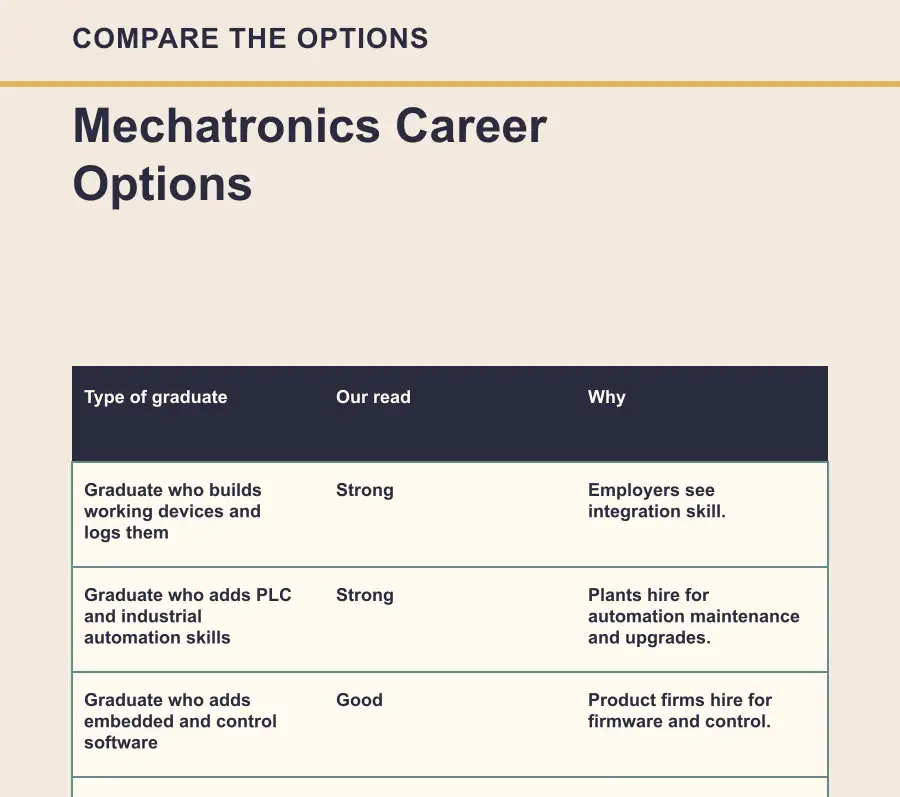 COMPARE THE OPTIONS
Mechatronics Career
Options
Type of graduate
Our read
Why
Graduate who builds
working devices and
logs them
Strong
Employers see
integration skill.
Graduate who adds PLC
and industrial
automation skills
Strong
Plants hire for
automation maintenance
and upgrades.
Graduate who adds
embedded and control
software
Good
Product firms hire for
firmware and control.